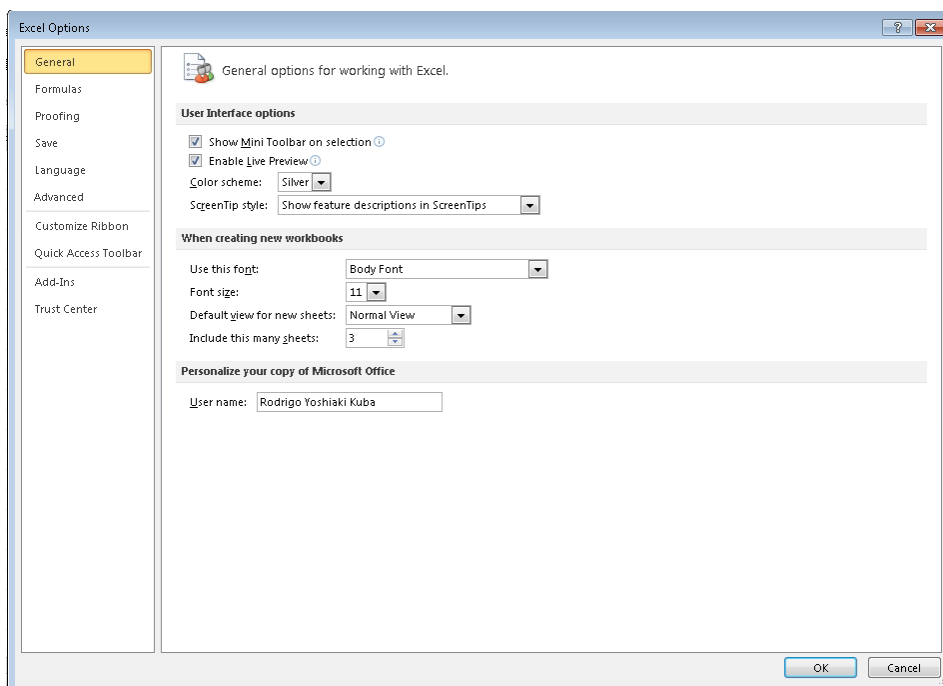 Excel Options
General
Formulas
Proofing
Save
Language
Advanced
Customize Ribbon
Quick Access Toolbar
Add-Ins
Trust Center
General options for working with Excel.
User Interface options
Show Mini Toolbar on selection
Enable Live Preview
Color scheme: Silver
ScreenTip style: Show feature descriptions in ScreenTips
When creating new workbooks
Use this font: Body Font
Font size: 11
Default view for new sheets: Normal View
Include this many sheets: 3
Personalize your copy of Microsoft Office
User name: Rodrigo Yoshiaki Kuba
OK Cancel